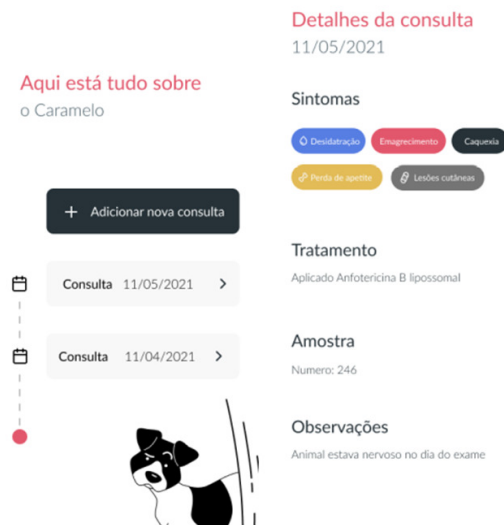 Aqui está tudo sobre
o Caramelo
+ Adicionar nova consulta
Consulta 11/05/2021
Consulta 11/04/2021
Detalhes da consulta
11/05/2021
Sintomas
Desidatração Emagrecimento Caquexia
Perda de apetite Lesões cutâneas
Tratamento
Aplicado Anfotericina B lipossomal
Amostra
Numero: 246
Observações
Animal estava nervoso no dia do exame